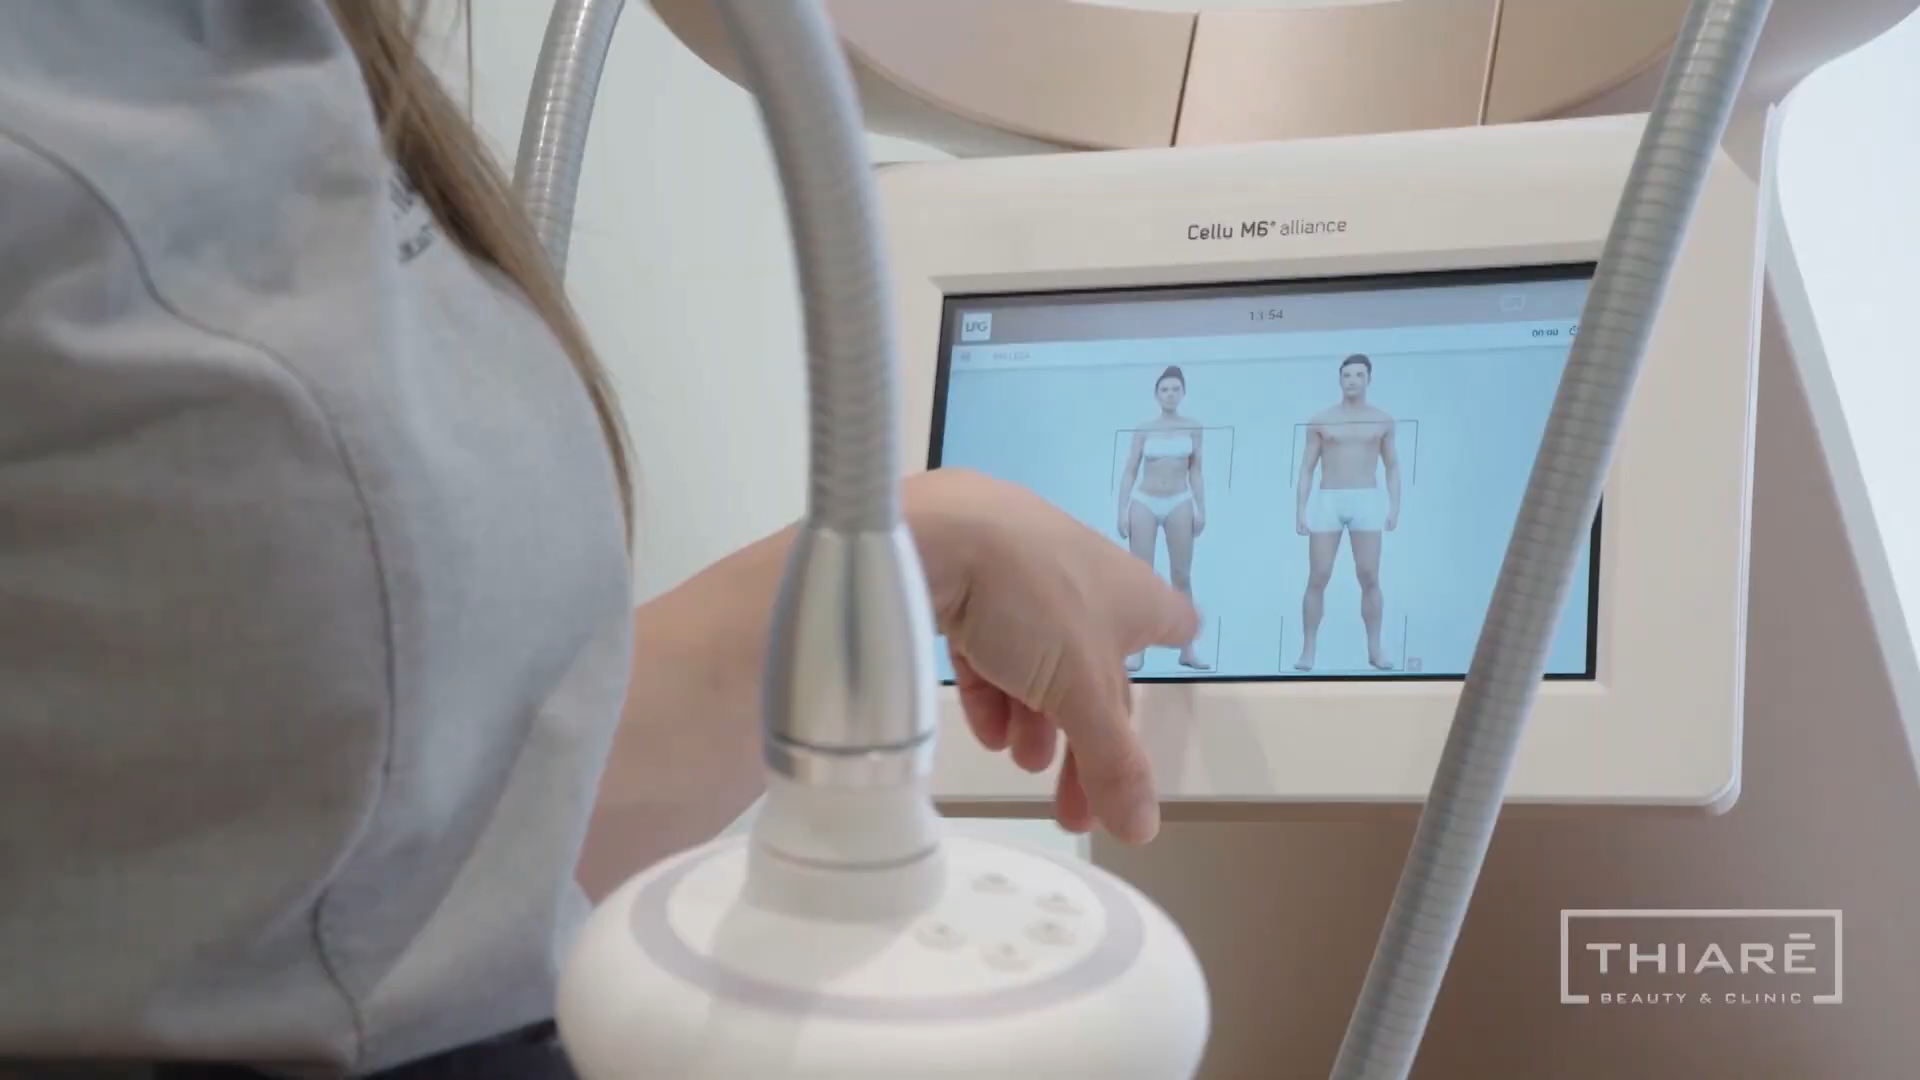 Cellu M6® alliance
LPG
13:54
00:00
THIARĒ
BEAUTY & CLINIC